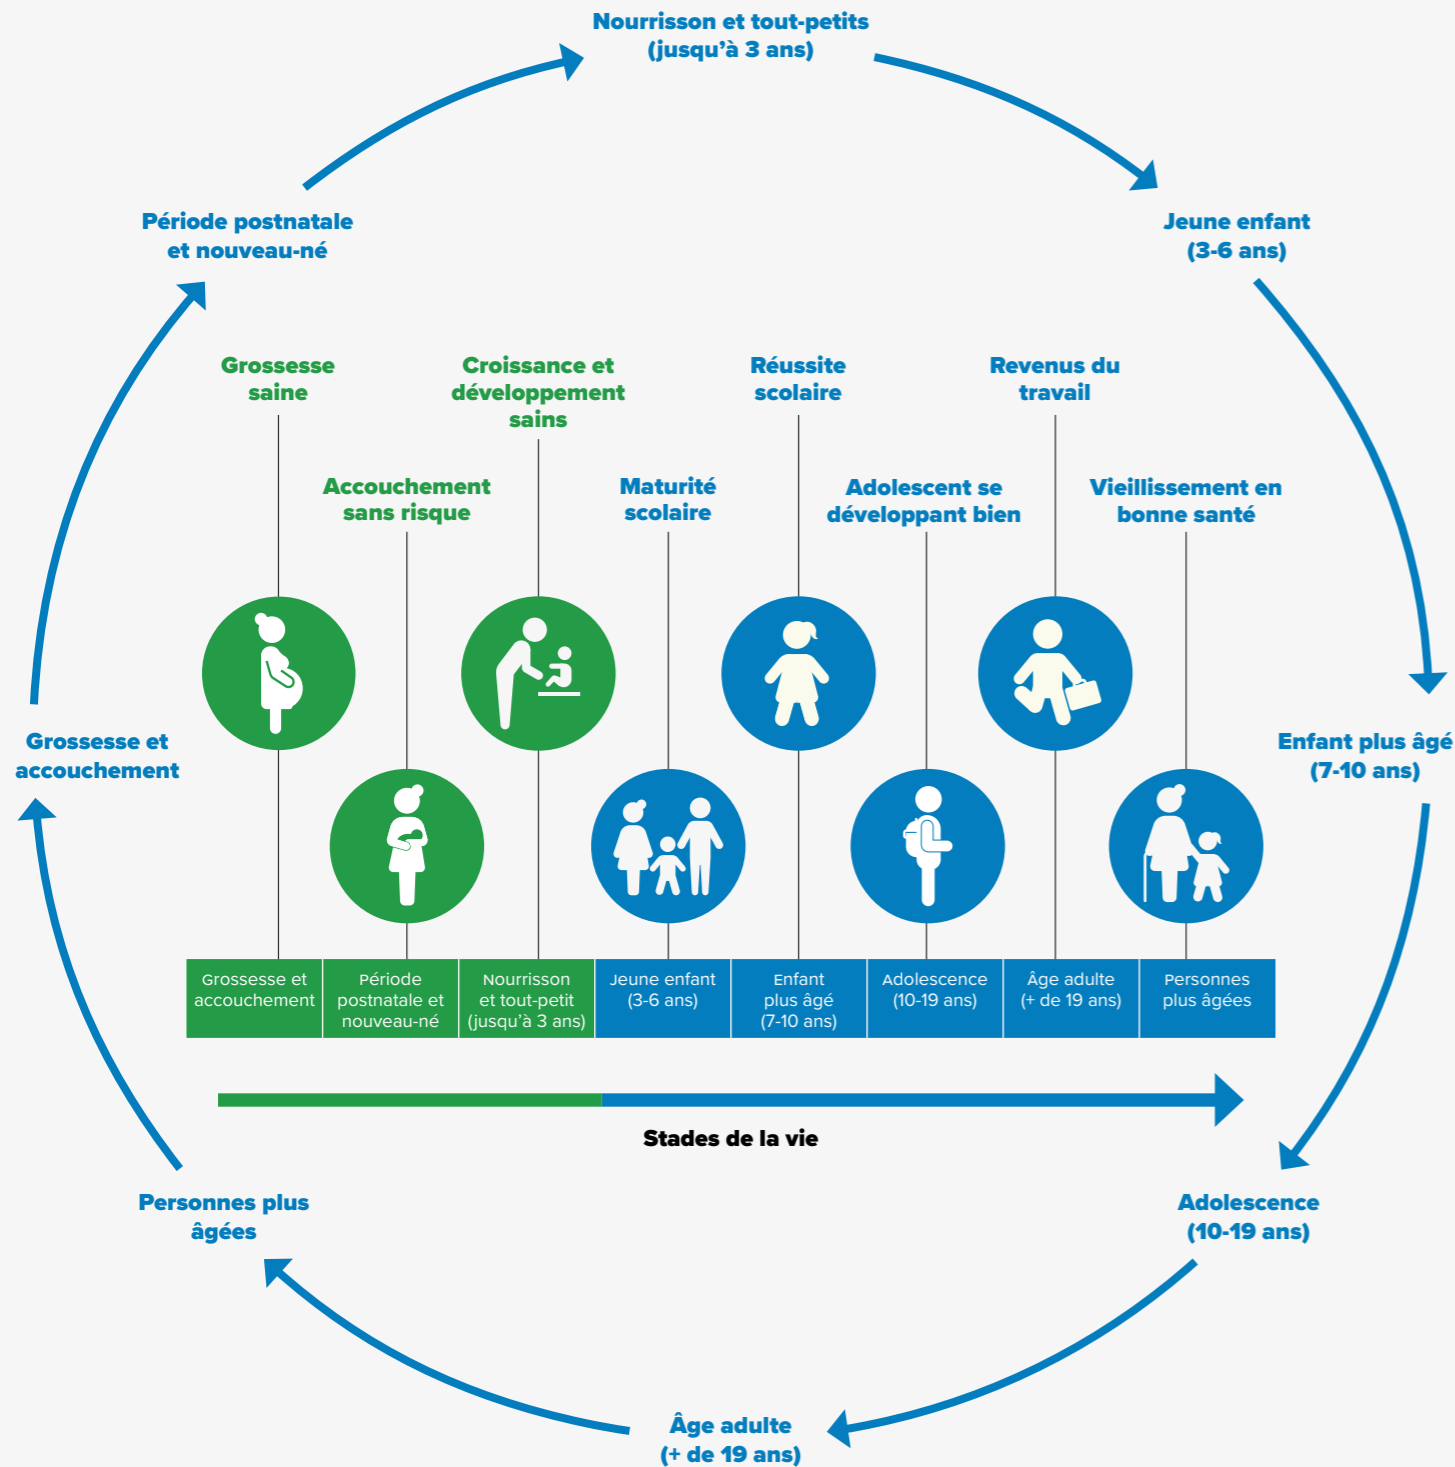 Nourrisson et tout-petits
(jusqu’à 3 ans)
Période postnatale
et nouveau-né
Jeune enfant
(3-6 ans)
Grossesse
saine
Croissance et
développement
sains
Réussite
scolaire
Revenus du
travail
Accouchement
sans risque
Maturité
scolaire
Adolescent se
développant bien
Vieillissement en
bonne santé
Grossesse et
accouchement
Enfant plus âgé
(7-10 ans)
Grossesse et
accouchement
Période
postnatale et
nouveau-né
Nourrisson
et tout-petit
(jusqu’à 3 ans)
Jeune enfant
(3-6 ans)
Enfant
plus âgé
(7-10 ans)
Adolescence
(10-19 ans)
Âge adulte
(+ de 19 ans)
Personnes
plus âgées
Stades de la vie
Personnes plus
âgées
Adolescence
(10-19 ans)
Âge adulte
(+ de 19 ans)